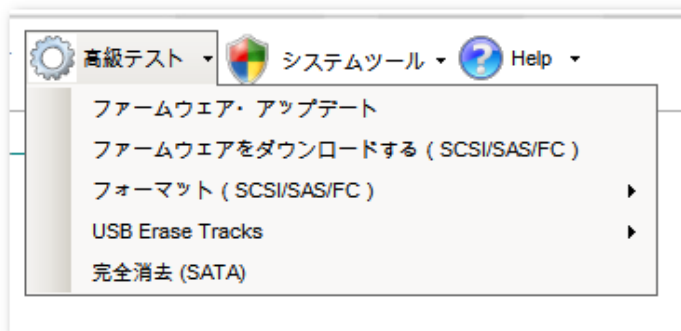 高級テスト システムツール Help
ファームウェア・アップデート
ファームウェアをダウンロードする ( SCSI/SAS/FC )
フォーマット ( SCSI/SAS/FC )
USB Erase Tracks
完全消去 (SATA)